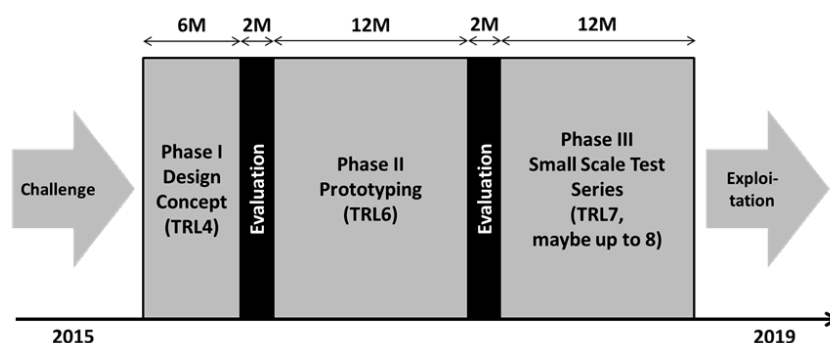 6M 2M 12M 2M 12M
Challenge
Phase I
Design
Concept
(TRL4)
Evaluation
Phase II
Prototyping
(TRL6)
Evaluation
Phase III
Small Scale Test
Series
(TRL7,
maybe up to 8)
Exploi-
tation
2015 2019